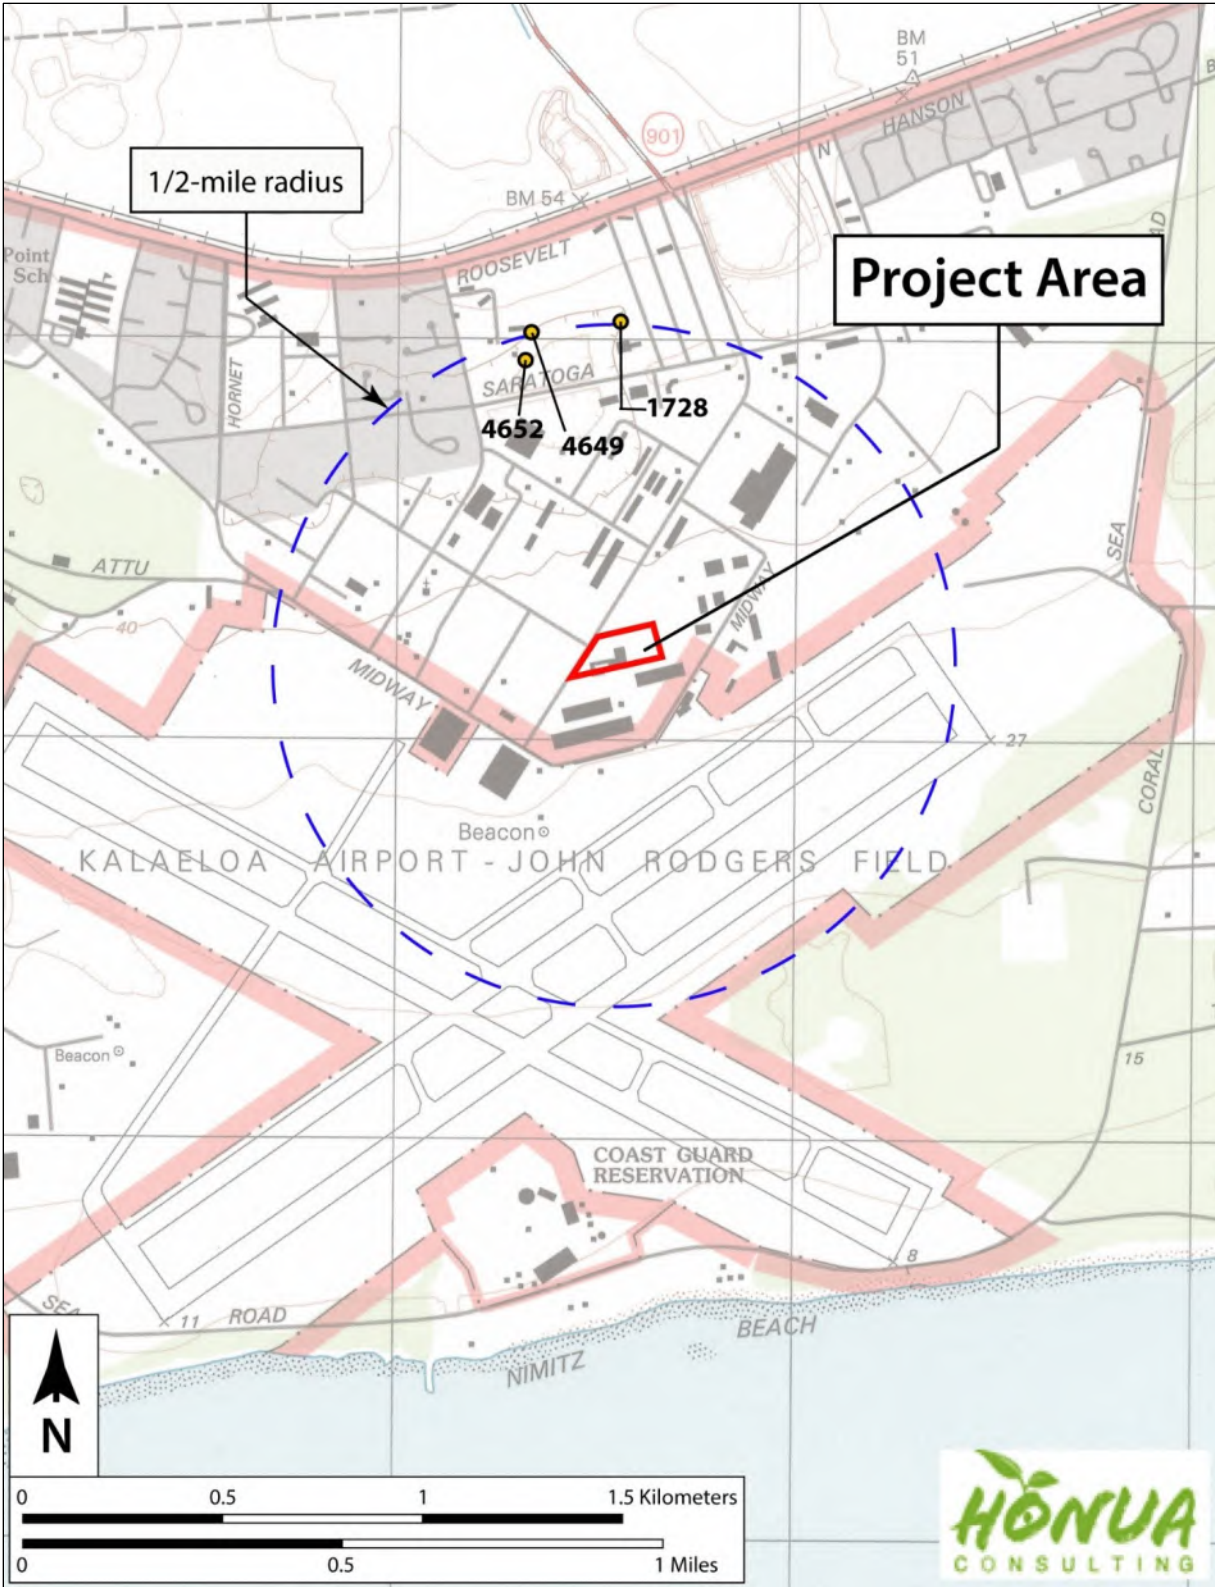 BM
51
HANSON
901
N
1/2-mile radius
BM 54
ROOSEVELT
Point
Sch
Project Area
HORNET
SARATOGA
1728
4652
4649
SEA
ATTU
40
MIDWAY
MIDWAY
27
CORAL
Beacon
KALAELOA AIRPORT - JOHN RODGERS FIELD
Beacon
15
COAST GUARD
RESERVATION
8
SEA
11
ROAD
BEACH
NIMITZ
N
0 0.5 1 1.5 Kilometers
0 0.5 1 Miles
HONUA
CONSULTING